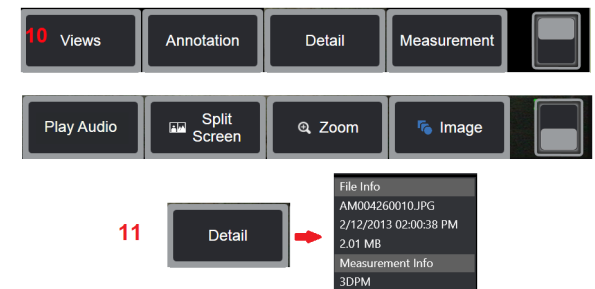 10 Views Annotation Detail Measurement
Play Audio Split Screen Zoom Image
11 Detail
File Info
AM004260010.JPG
2/12/2013 02:00:38 PM
2.01 MB
Measurement Info
3DPM